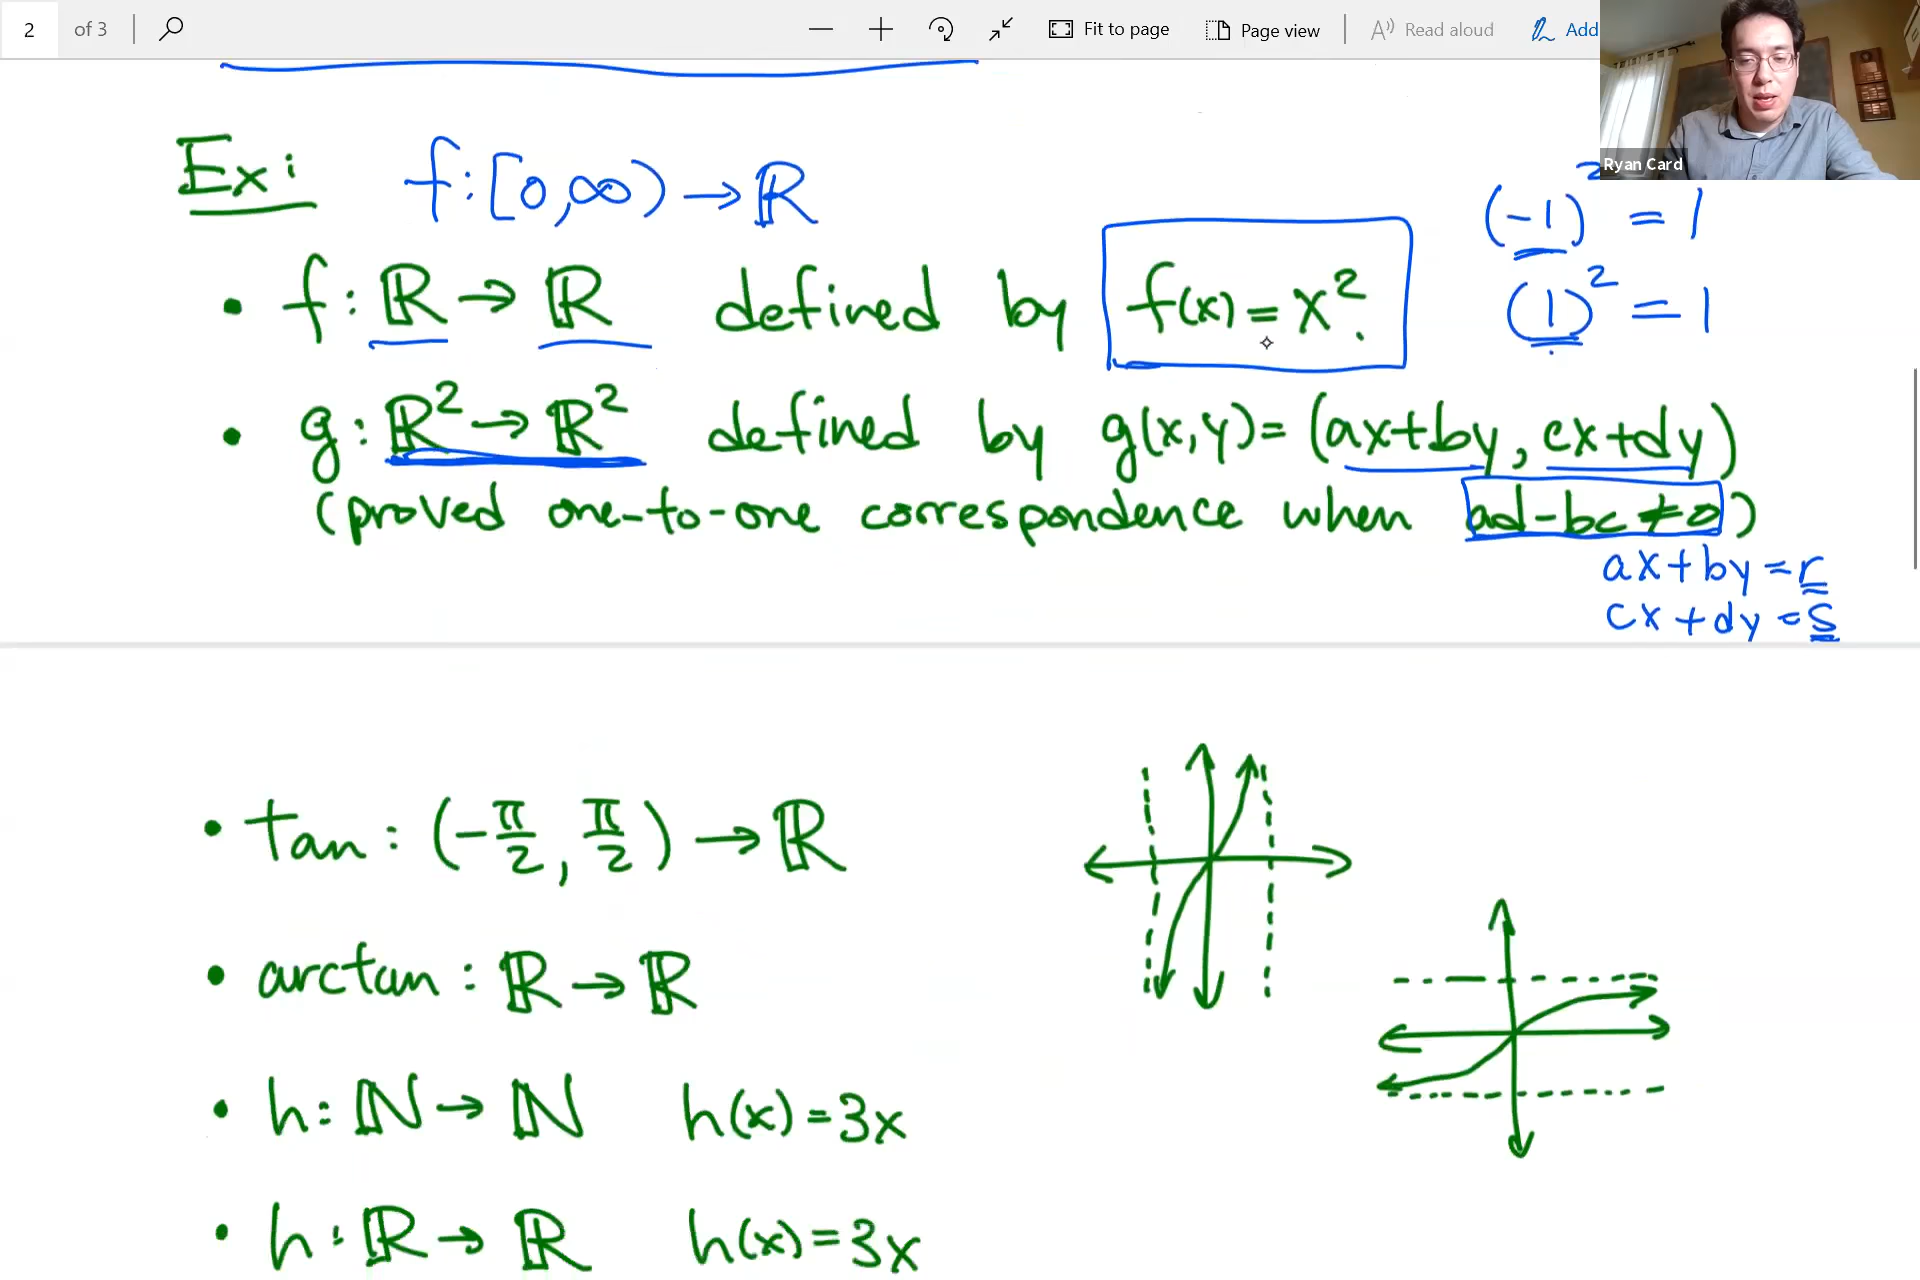 2 of 3 Fit to page Page view Read aloud Add
Ryan Card
Ex: f: [0,∞) → ℝ
(-1)² = 1
• f: ℝ → ℝ defined by f(x) = x².
(1)² = 1
• g: ℝ² → ℝ² defined by g(x,y) = (ax+by, cx+dy)
(proved one-to-one correspondence when ad-bc ≠ 0)
ax+by = r
cx+dy = s
• tan: (-π/2, π/2) → ℝ
• arctan: ℝ → ℝ
• h: ℕ → ℕ h(x) = 3x
• h: ℝ → ℝ h(x) = 3x